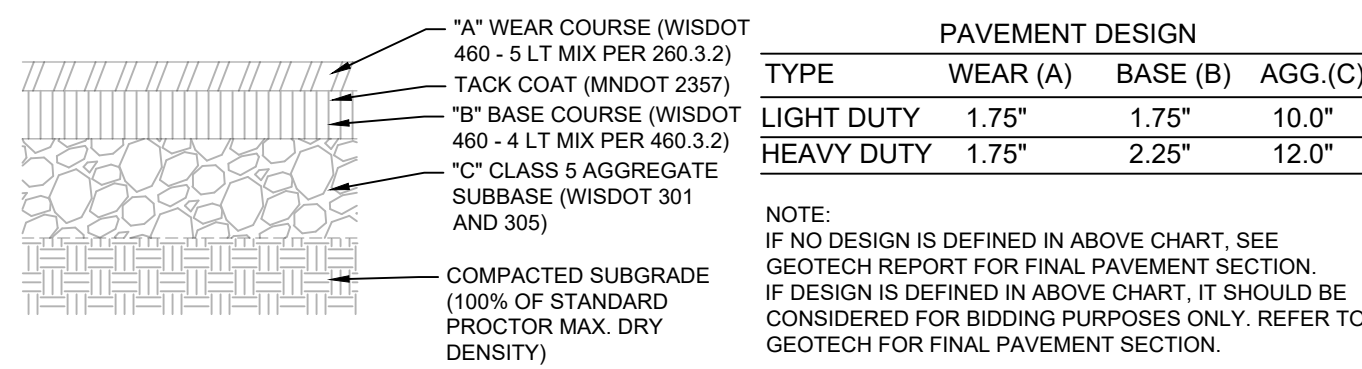 "A" WEAR COURSE (WISDOT
460 - 5 LT MIX PER 260.3.2)
TACK COAT (MNDOT 2357)
"B" BASE COURSE (WISDOT
460 - 4 LT MIX PER 460.3.2)
"C" CLASS 5 AGGREGATE
SUBBASE (WISDOT 301
AND 305)
COMPACTED SUBGRADE
(100% OF STANDARD
PROCTOR MAX. DRY
DENSITY)
PAVEMENT DESIGN
TYPE WEAR (A) BASE (B) AGG.(C)
LIGHT DUTY 1.75" 1.75" 10.0"
HEAVY DUTY 1.75" 2.25" 12.0"
NOTE:
IF NO DESIGN IS DEFINED IN ABOVE CHART, SEE
GEOTECH REPORT FOR FINAL PAVEMENT SECTION.
IF DESIGN IS DEFINED IN ABOVE CHART, IT SHOULD BE
CONSIDERED FOR BIDDING PURPOSES ONLY. REFER TO
GEOTECH FOR FINAL PAVEMENT SECTION.